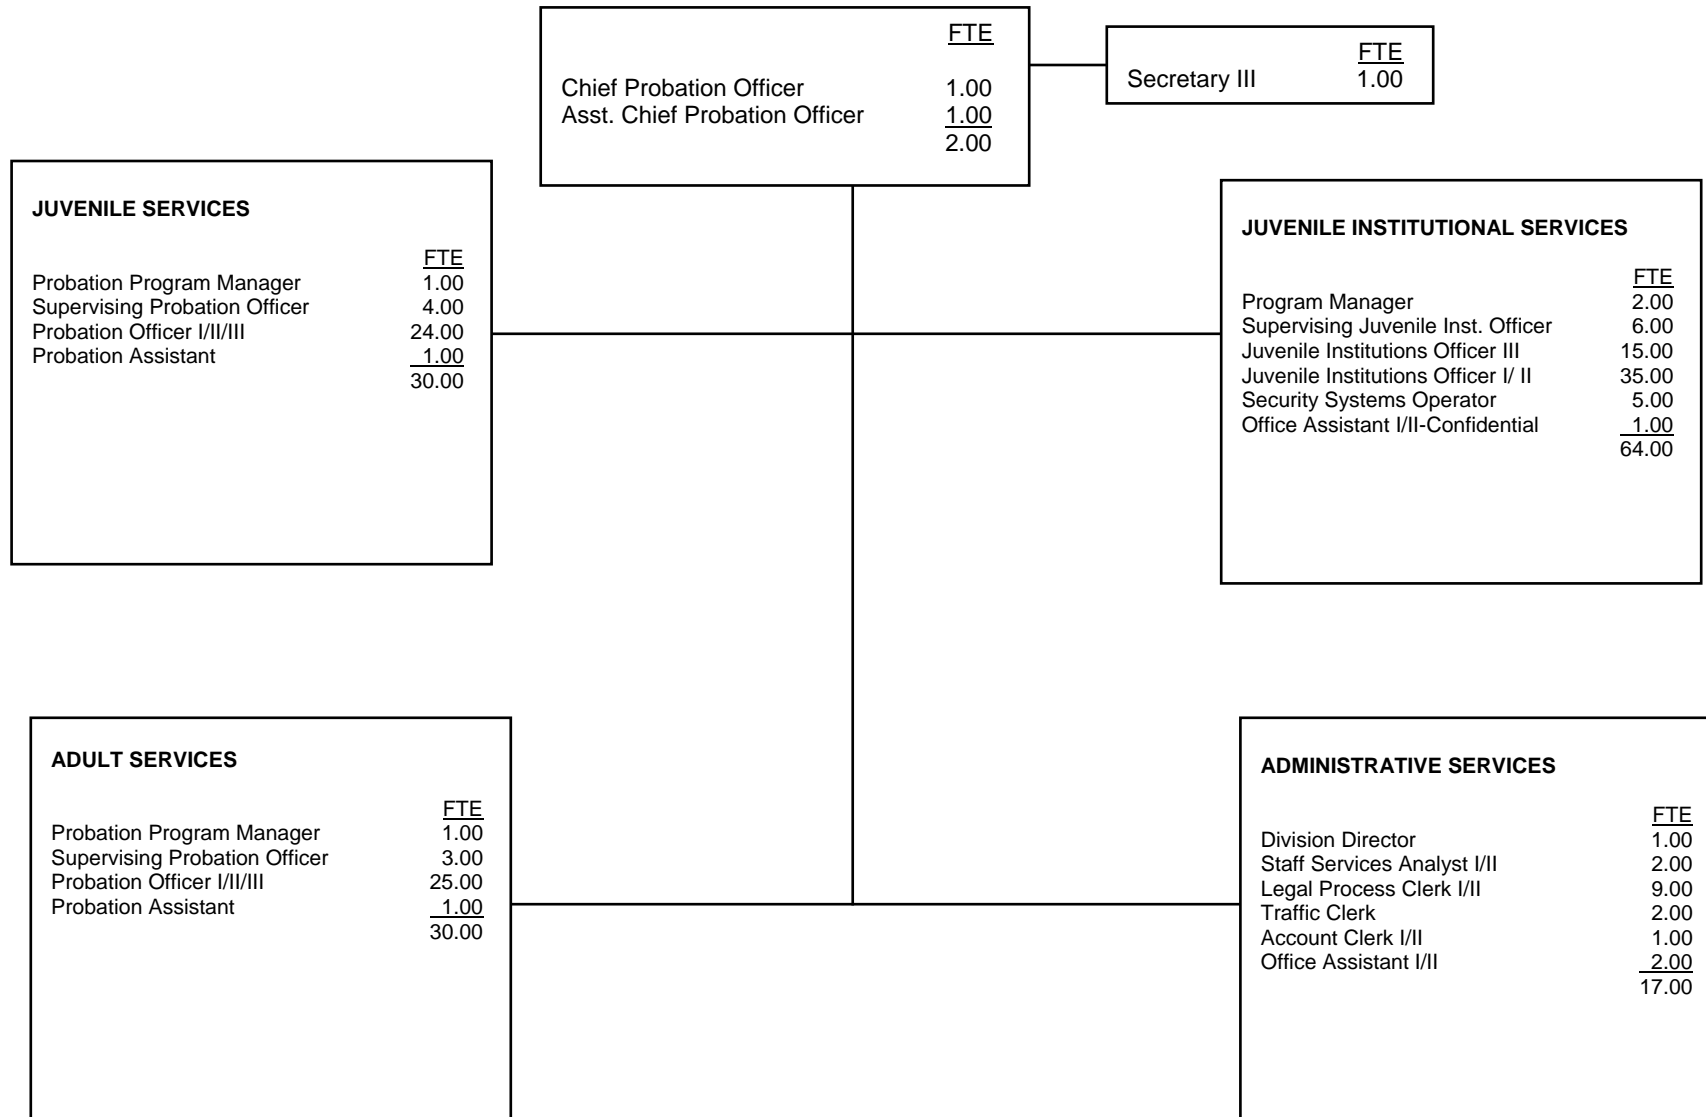 FTE
Chief Probation Officer 1.00
Asst. Chief Probation Officer 1.00
2.00
FTE
Secretary III 1.00
JUVENILE SERVICES
FTE
Probation Program Manager 1.00
Supervising Probation Officer 4.00
Probation Officer I/II/III 24.00
Probation Assistant 1.00
30.00
JUVENILE INSTITUTIONAL SERVICES
FTE
Program Manager 2.00
Supervising Juvenile Inst. Officer 6.00
Juvenile Institutions Officer III 15.00
Juvenile Institutions Officer I/ II 35.00
Security Systems Operator 5.00
Office Assistant I/II-Confidential 1.00
64.00
ADULT SERVICES
FTE
Probation Program Manager 1.00
Supervising Probation Officer 3.00
Probation Officer I/II/III 25.00
Probation Assistant 1.00
30.00
ADMINISTRATIVE SERVICES
FTE
Division Director 1.00
Staff Services Analyst I/II 2.00
Legal Process Clerk I/II 9.00
Traffic Clerk 2.00
Account Clerk I/II 1.00
Office Assistant I/II 2.00
17.00